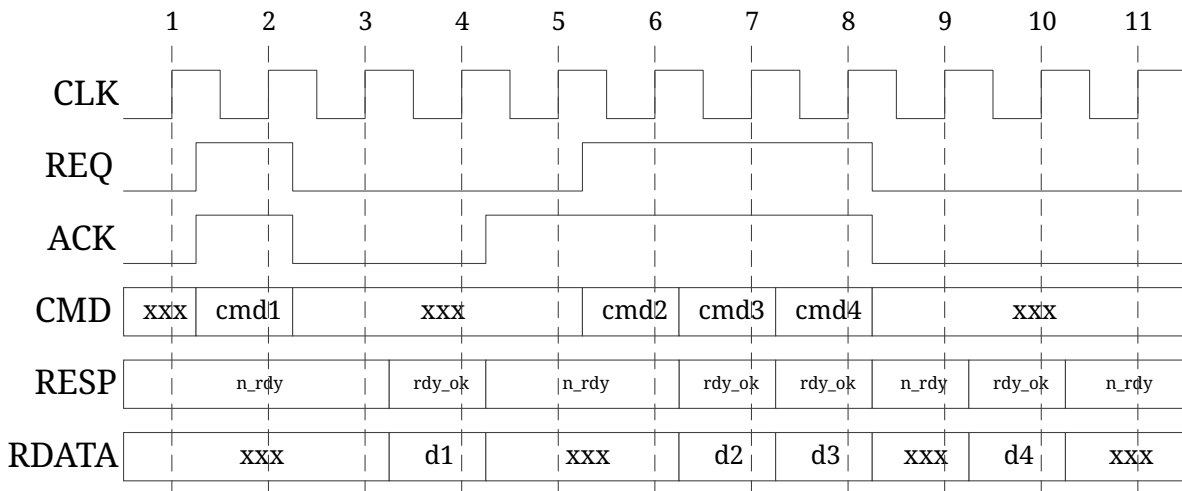 1 2 3 4 5 6 7 8 9 10 11
CLK
REQ
ACK
CMD xxx cmd1 xxx cmd2 cmd3 cmd4 xxx
RESP n_rdy rdy_ok n_rdy rdy_ok rdy_ok n_rdy rdy_ok n_rdy
RDATA xxx d1 xxx d2 d3 xxx d4 xxx